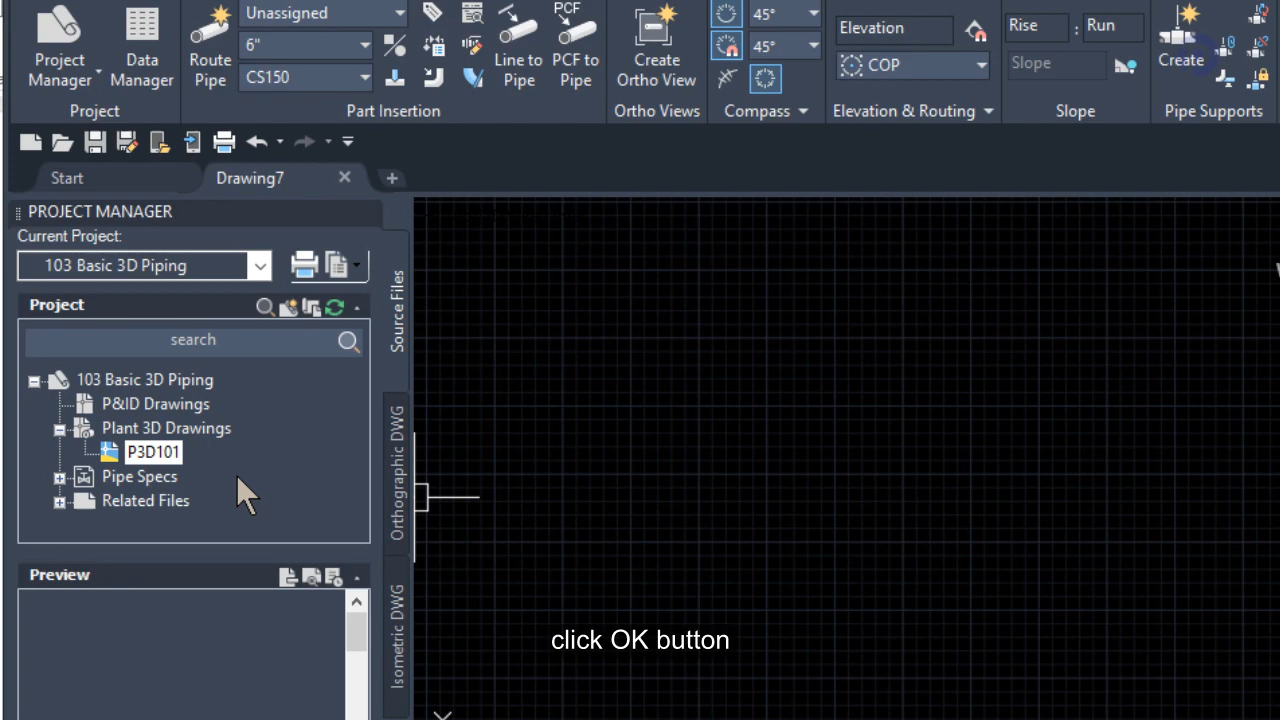 Project Manager
Data Manager
Project
Route Pipe
Unassigned
6"
CS150
Line to Pipe
PCF
PCF to Pipe
Part Insertion
Create Ortho View
Ortho Views
45°
45°
Compass
Elevation
COP
Elevation & Routing
Rise : Run
Slope
Slope
Create
Pipe Supports
Start
Drawing7
PROJECT MANAGER
Current Project:
103 Basic 3D Piping
Project
search
103 Basic 3D Piping
P&ID Drawings
Plant 3D Drawings
P3D101
Pipe Specs
Related Files
Preview
Source Files
Orthographic DWG
Isometric DWG
click OK button